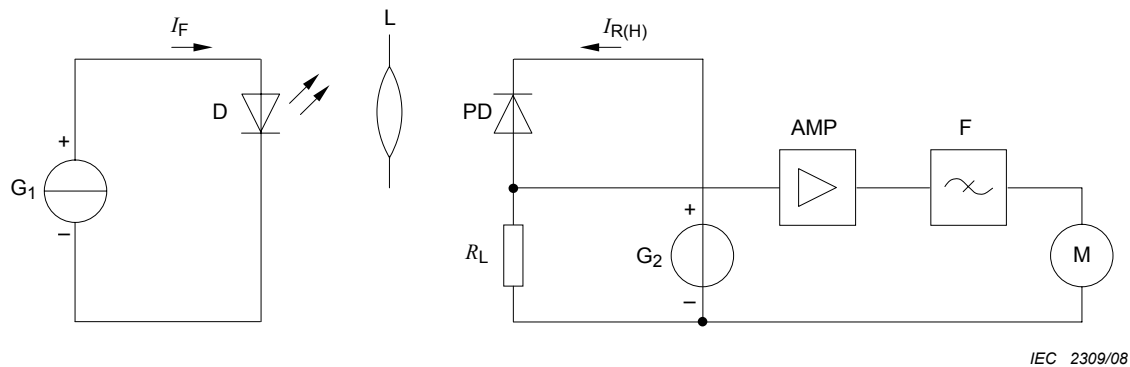 I_F
L
I_R(H)
D
PD
AMP
F
+
G_1
–
+
R_L
G_2
–
M
IEC 2309/08